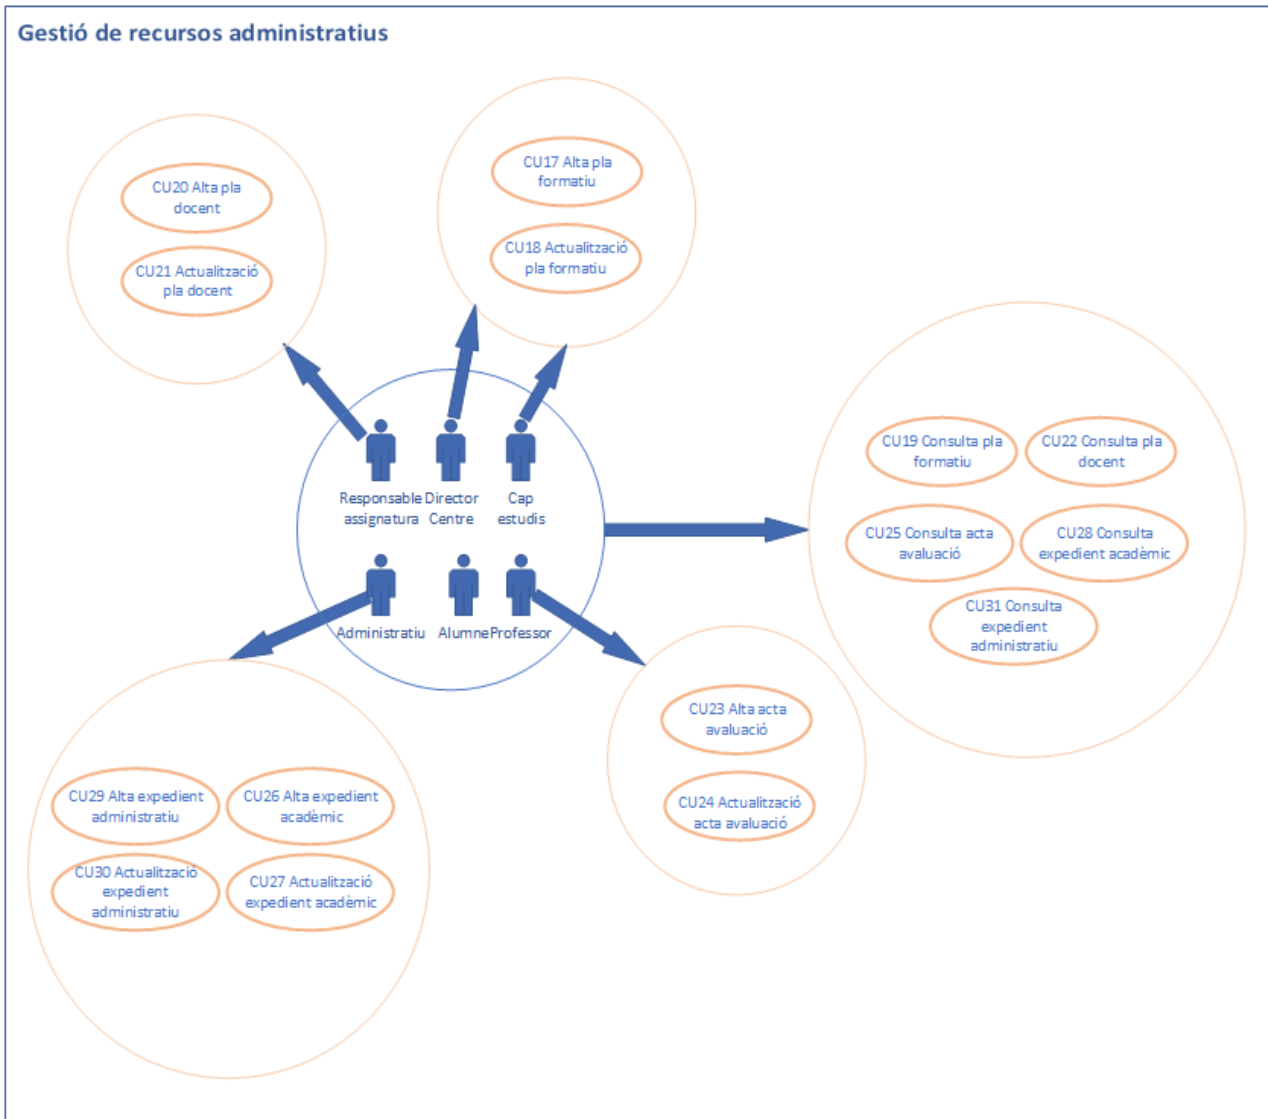 Gestió de recursos administratius
CU20 Alta pla
docent
CU21 Actualització
pla docent
CU17 Alta pla
formatiu
CU18 Actualització
pla formatiu
Responsable
assignatura
Director
Centre
Cap
estudis
Administratiu
Alumne
Professor
CU19 Consulta pla
formatiu
CU22 Consulta pla
docent
CU25 Consulta acta
avaluació
CU28 Consulta
expedient acadèmic
CU31 Consulta
expedient
administratiu
CU23 Alta acta
avaluació
CU24 Actualització
acta avaluació
CU29 Alta expedient
administratiu
CU26 Alta expedient
acadèmic
CU30 Actualització
expedient
administratiu
CU27 Actualització
expedient acadèmic